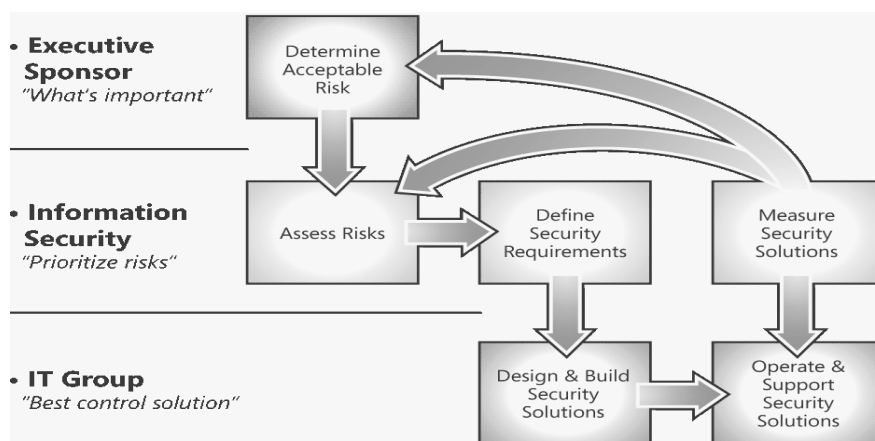 • Executive
Sponsor
"What's important"
Determine
Acceptable
Risk
• Information
Security
"Prioritize risks"
Assess Risks
Define
Security
Requirements
Measure
Security
Solutions
• IT Group
"Best control solution"
Design & Build
Security
Solutions
Operate &
Support
Security
Solutions